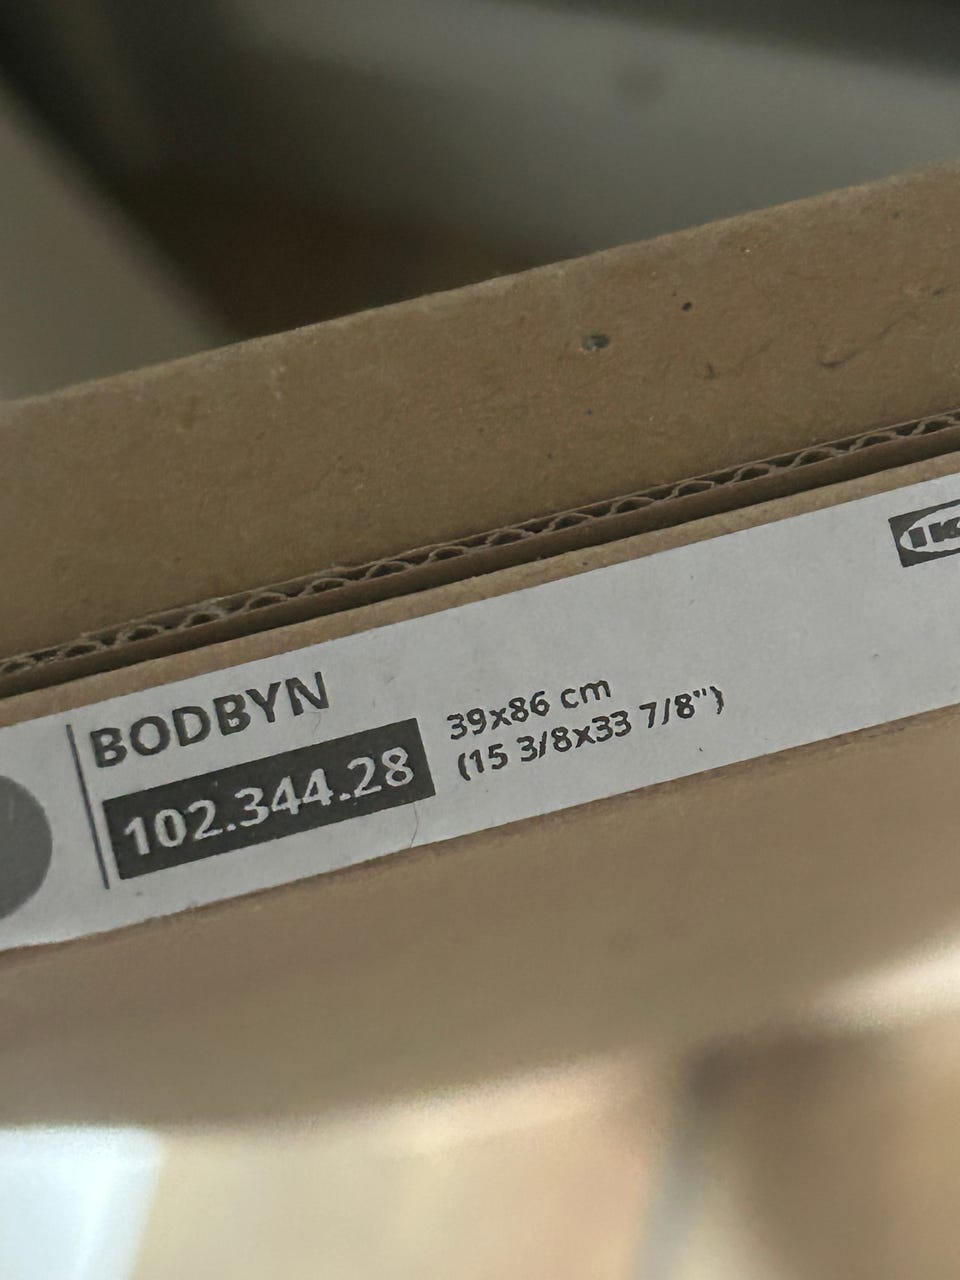 BODBYN
102.344.28
39x86 cm
(15 3/8x33 7/8")